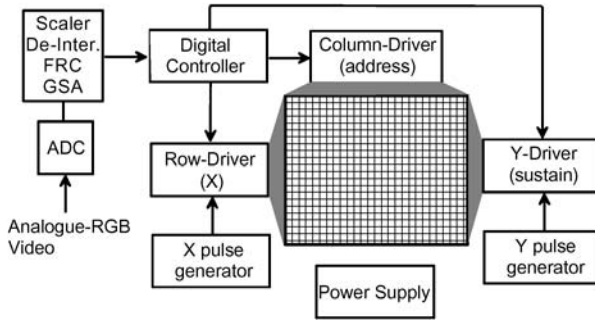 Scaler
De-Inter.
FRC
GSA
Digital
Controller
Column-Driver
(address)
ADC
Row-Driver
(X)
Y-Driver
(sustain)
Analogue-RGB
Video
X pulse
generator
Y pulse
generator
Power Supply